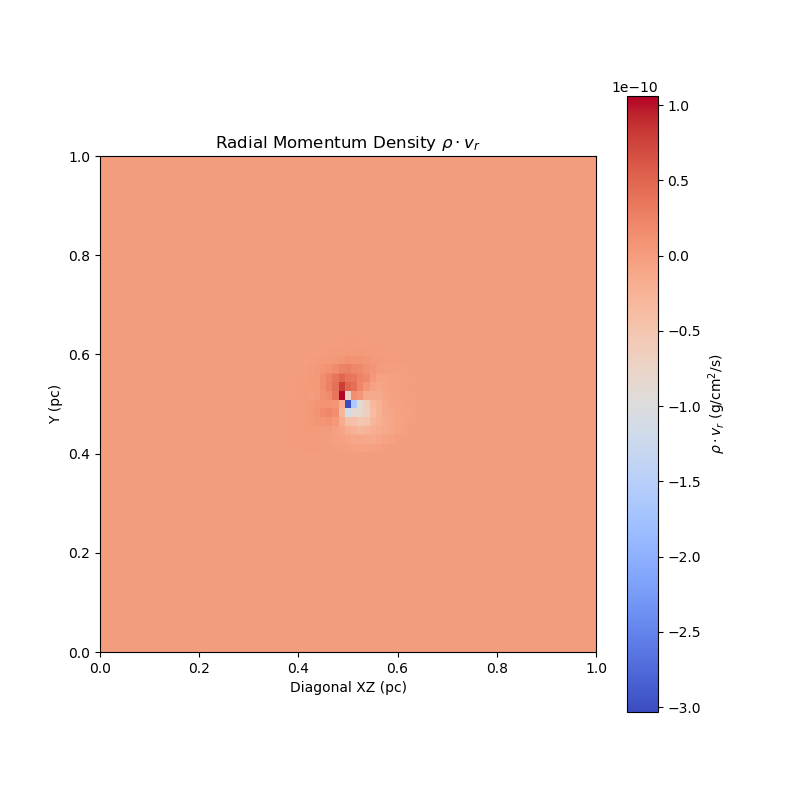 1e−10
Radial Momentum Density ρ · v_r
1.0
0.8
0.6
0.4
0.2
0.0
Y (pc)
0.0 0.2 0.4 0.6 0.8 1.0
Diagonal XZ (pc)
1.0
0.5
0.0
−0.5
−1.0
−1.5
−2.0
−2.5
−3.0
ρ · v_r (g/cm²/s)